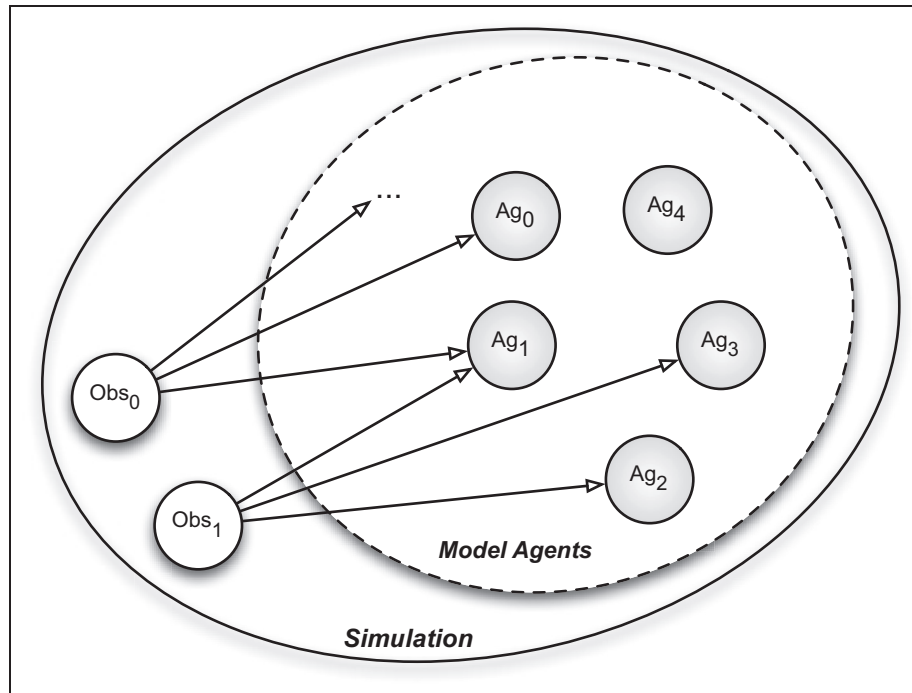 ...
Ag0
Ag4
Ag1
Ag3
Obs0
Ag2
Obs1
Model Agents
Simulation